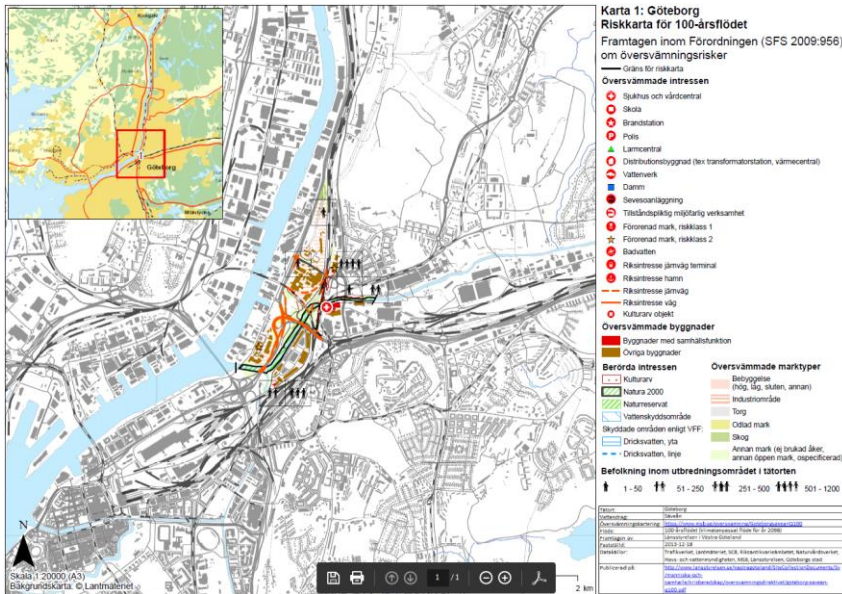 Karta 1: Göteborg
Riskkarta för 100-årsflödet
Framtagen inom Förordningen (SFS 2009:956)
om översvämningsrisker
Gräns för riskkarta
Översvämmade intressen
Sjukhus och vårdcentral
Skola
Brandstation
Polis
Larmcentral
Distributionsbyggnad (tex transformatorstation, värmecentral)
Vattenverk
Damm
Sevesoanläggning
Tillståndspliktig miljöfarlig verksamhet
Förorenad mark, riskklass 1
Förorenad mark, riskklass 2
Badvatten
Riksintresse järnväg terminal
Riksintresse hamn
Riksintresse järnväg
Riksintresse väg
Kulturarv objekt
Översvämmade byggnader
Byggnader med samhällsfunktion
Övriga byggnader
Berörda intressen
Kulturarv
Natura 2000
Naturreservat
Vattenskyddsområde
Skyddade områden enligt VFF:
Dricksvatten, yta
Dricksvatten, linje
Översvämmade marktyper
Bebyggelse
(hög, låg, sluten, annan)
Industriområde
Torg
Odlad mark
Skog
Annan mark (ej brukad åker,
annan öppen mark, ospecificerad)
Befolkning inom utbredningsområdet i tätorten
1 - 50
51 - 250
251 - 500
501 - 1200
Göteborg
Säveån
2013-12-18
Göteborg
N
Skala 1:20000 (A3)
Bakgrundskarta: © Lantmäteriet
1 / 1
2 km